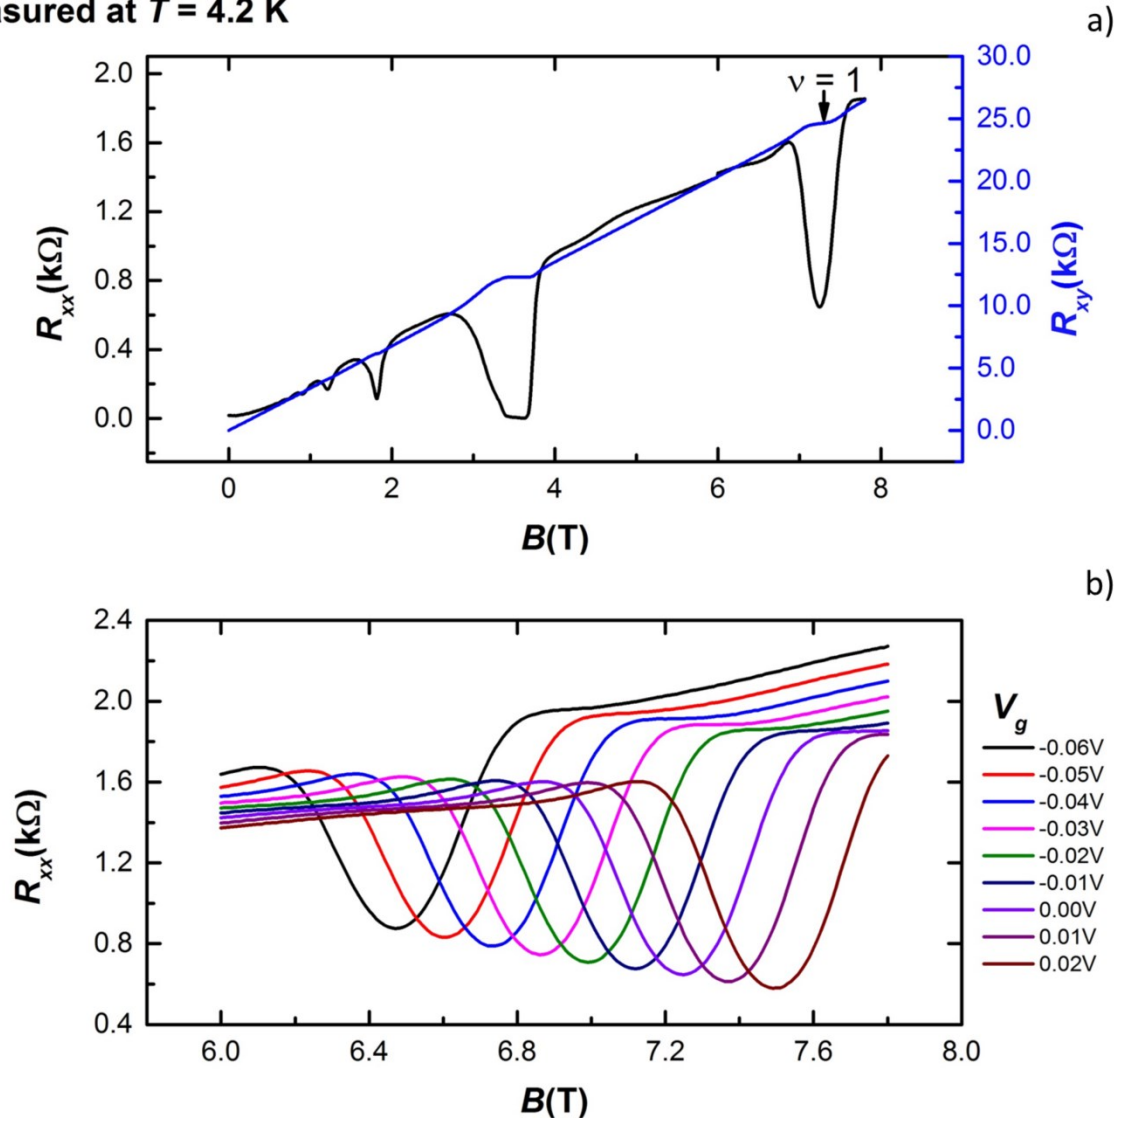 asured at T = 4.2 K
a)
ν = 1
2.0
1.6
1.2
0.8
0.4
0.0
Rxx(kΩ)
30.0
25.0
20.0
15.0
10.0
5.0
0.0
Rxy(kΩ)
0 2 4 6 8
B(T)
b)
2.4
2.0
1.6
1.2
0.8
0.4
Rxx(kΩ)
6.0 6.4 6.8 7.2 7.6 8.0
B(T)
Vg
-0.06V
-0.05V
-0.04V
-0.03V
-0.02V
-0.01V
0.00V
0.01V
0.02V